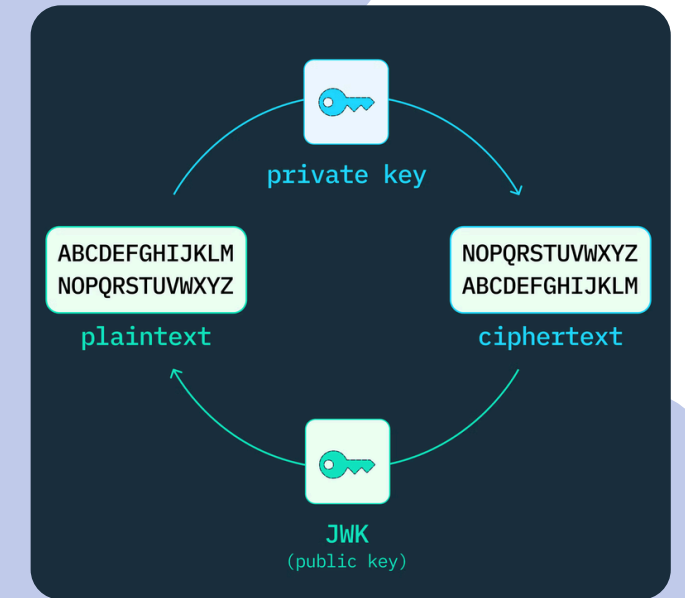 private key
ABCDEFGHIJKLM
NOPQRSTUVWXYZ
plaintext
NOPQRSTUVWXYZ
ABCDEFGHIJKLM
ciphertext
JWK
(public key)